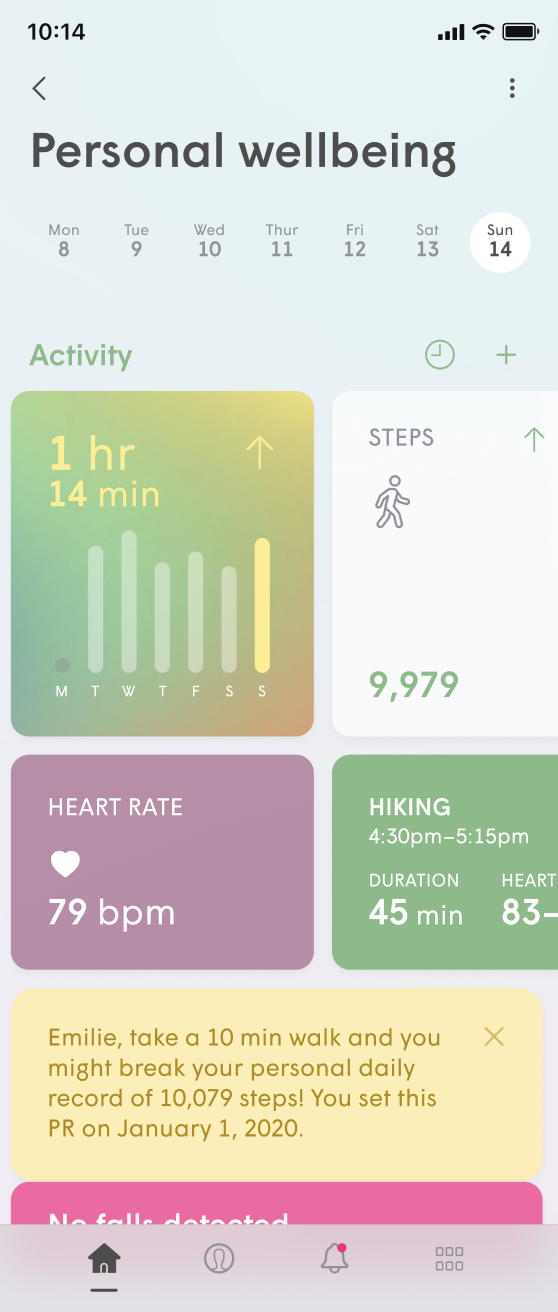 10:14
Personal wellbeing
Mon Tue Wed Thur Fri Sat Sun
8 9 10 11 12 13 14
Activity
1 hr
14 min
M T W T F S S
STEPS
9,979
HEART RATE
79 bpm
HIKING
4:30pm–5:15pm
DURATION HEART
45 min 83–
Emilie, take a 10 min walk and you
might break your personal daily
record of 10,079 steps! You set this
PR on January 1, 2020.
No falls detected